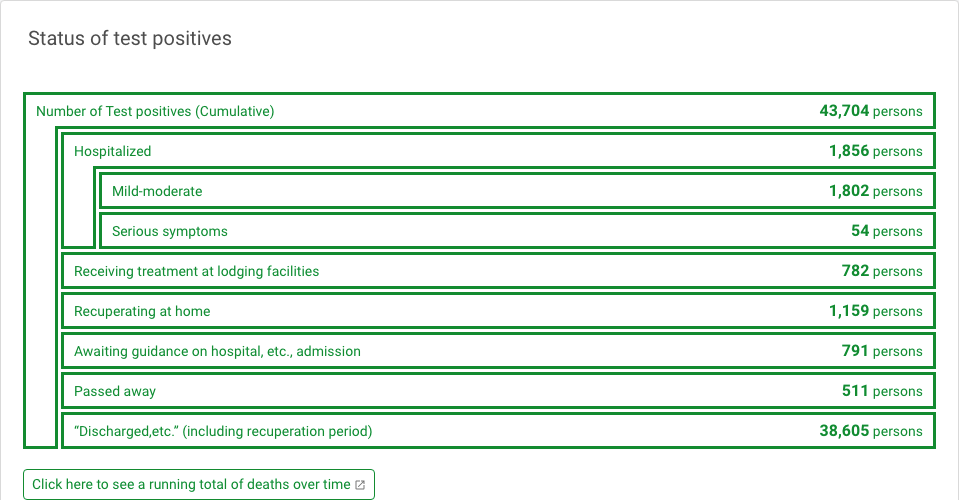 Status of test positives
Number of Test positives (Cumulative) 43,704 persons
Hospitalized 1,856 persons
Mild-moderate 1,802 persons
Serious symptoms 54 persons
Receiving treatment at lodging facilities 782 persons
Recuperating at home 1,159 persons
Awaiting guidance on hospital, etc., admission 791 persons
Passed away 511 persons
“Discharged,etc.” (including recuperation period) 38,605 persons
Click here to see a running total of deaths over time